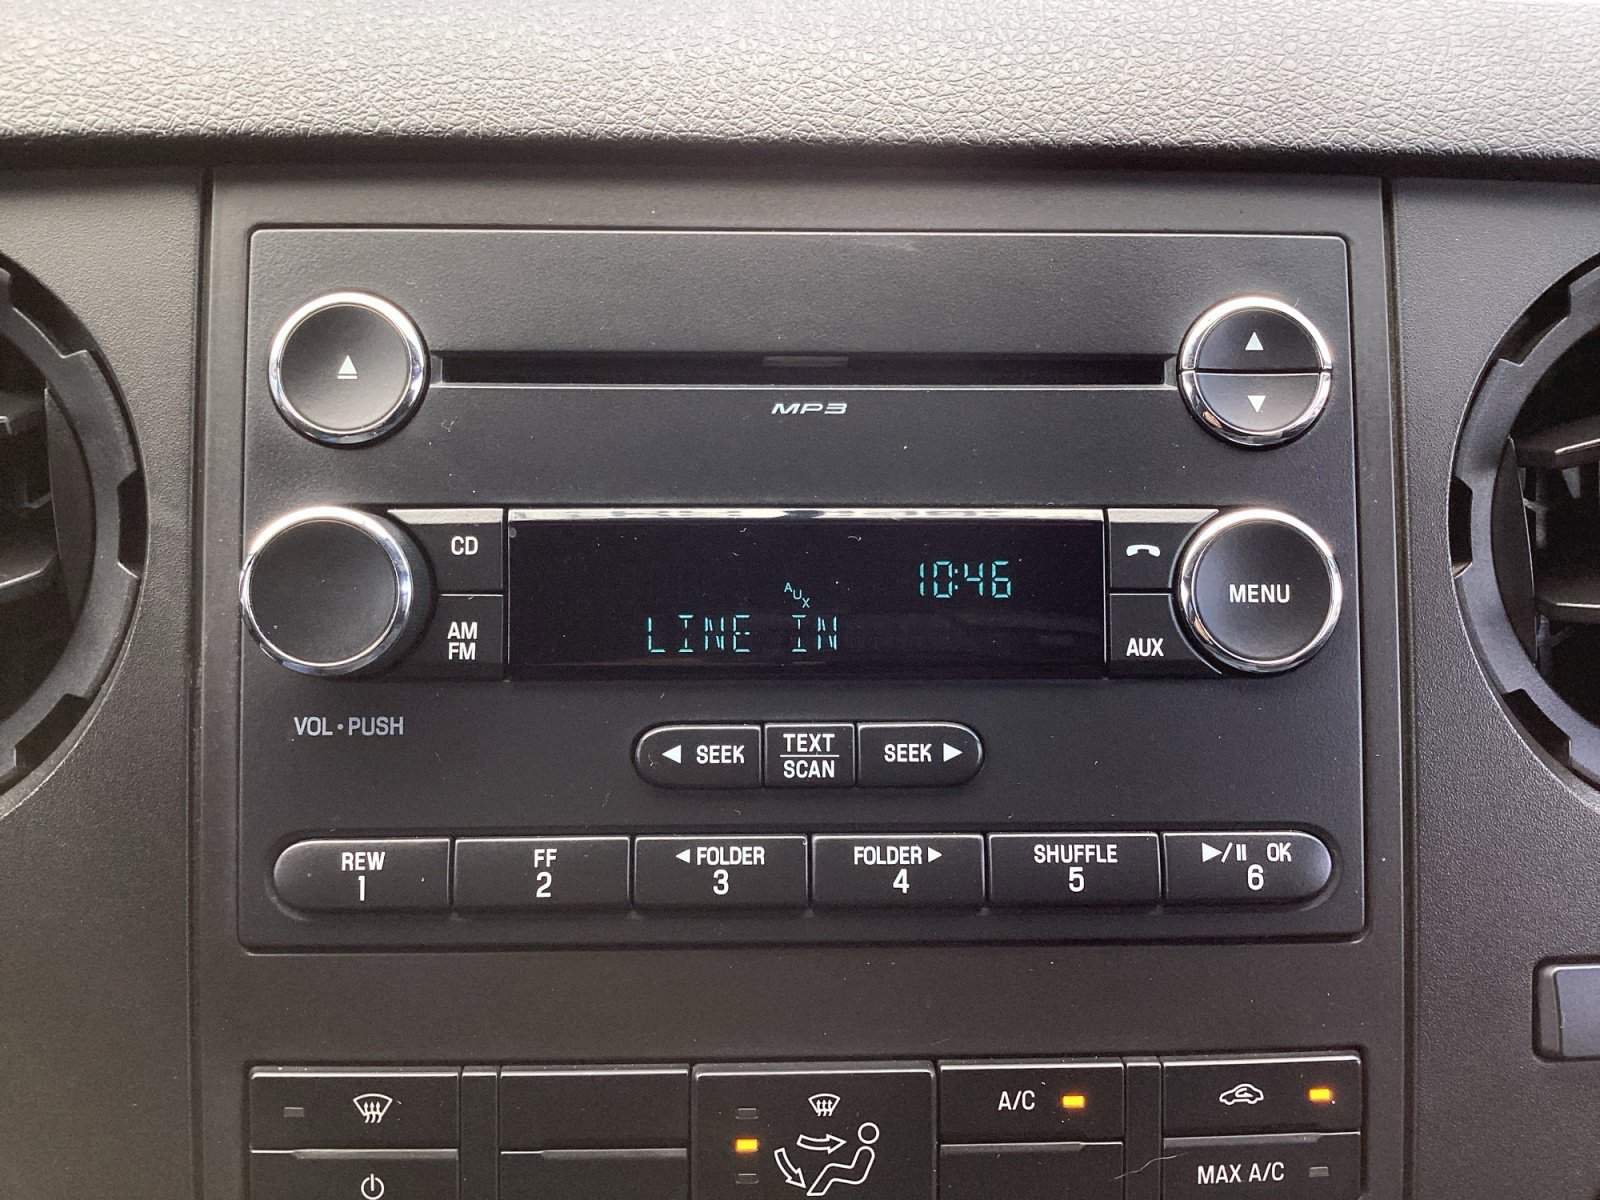 MP3
CD
10:46
AUX
MENU
AM
FM
LINE IN
AUX
VOL • PUSH
◀ SEEK
TEXT
SCAN
SEEK ▶
REW
1
FF
2
◀ FOLDER
3
FOLDER ▶
4
SHUFFLE
5
▶/II OK
6
A/C
MAX A/C